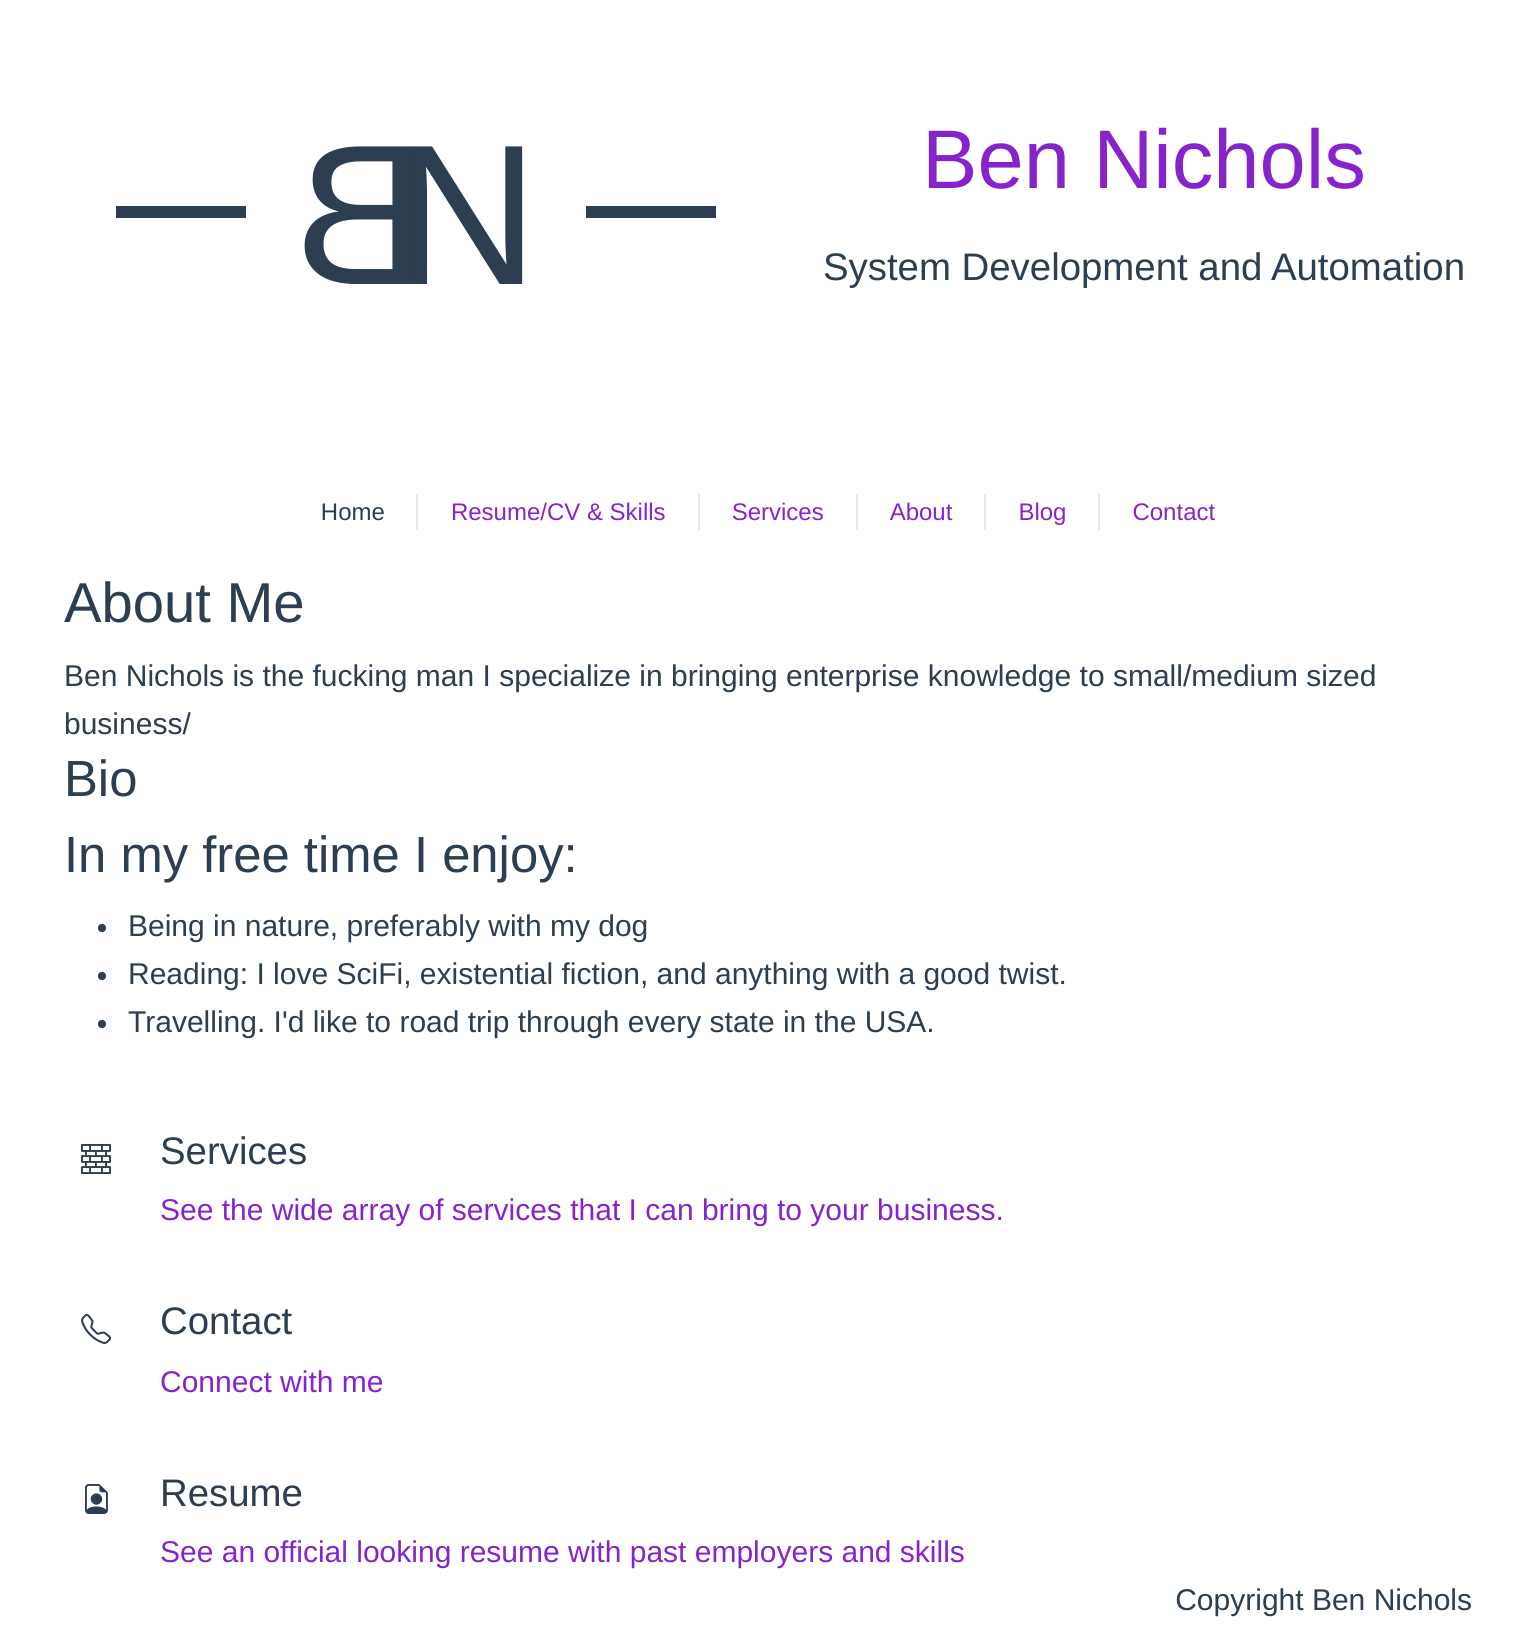 BN
Ben Nichols
System Development and Automation
Home
Resume/CV & Skills
Services
About
Blog
Contact
About Me
Ben Nichols is the fucking man I specialize in bringing enterprise knowledge to small/medium sized
business/
Bio
In my free time I enjoy:
Being in nature, preferably with my dog
Reading: I love SciFi, existential fiction, and anything with a good twist.
Travelling. I'd like to road trip through every state in the USA.
Services
See the wide array of services that I can bring to your business.
Contact
Connect with me
Resume
See an official looking resume with past employers and skills
Copyright Ben Nichols